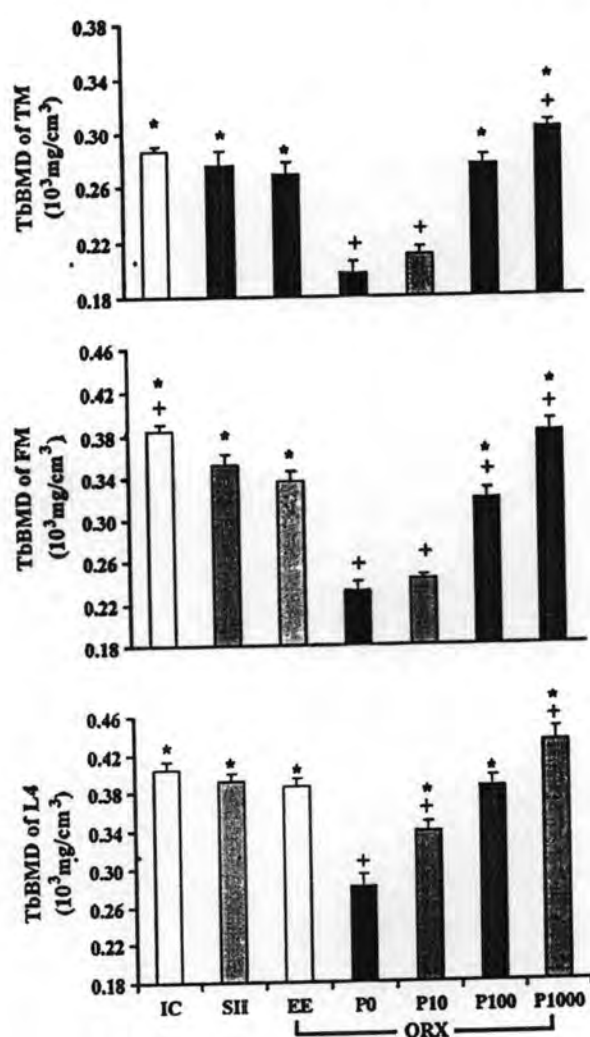 TbBMD of TM
(10³mg/cm³)
0.38
0.34
0.30
0.26
0.22
0.18
* * * + + * * +
TbBMD of FM
(10³mg/cm³)
0.46
0.42
0.38
0.34
0.30
0.26
0.22
0.18
* + * * + + * + * +
TbBMD of L4
(10³mg/cm³)
0.46
0.42
0.38
0.34
0.30
0.26
0.22
0.18
* * * + * + * * +
IC SH EE P0 P10 P100 P1000
ORX